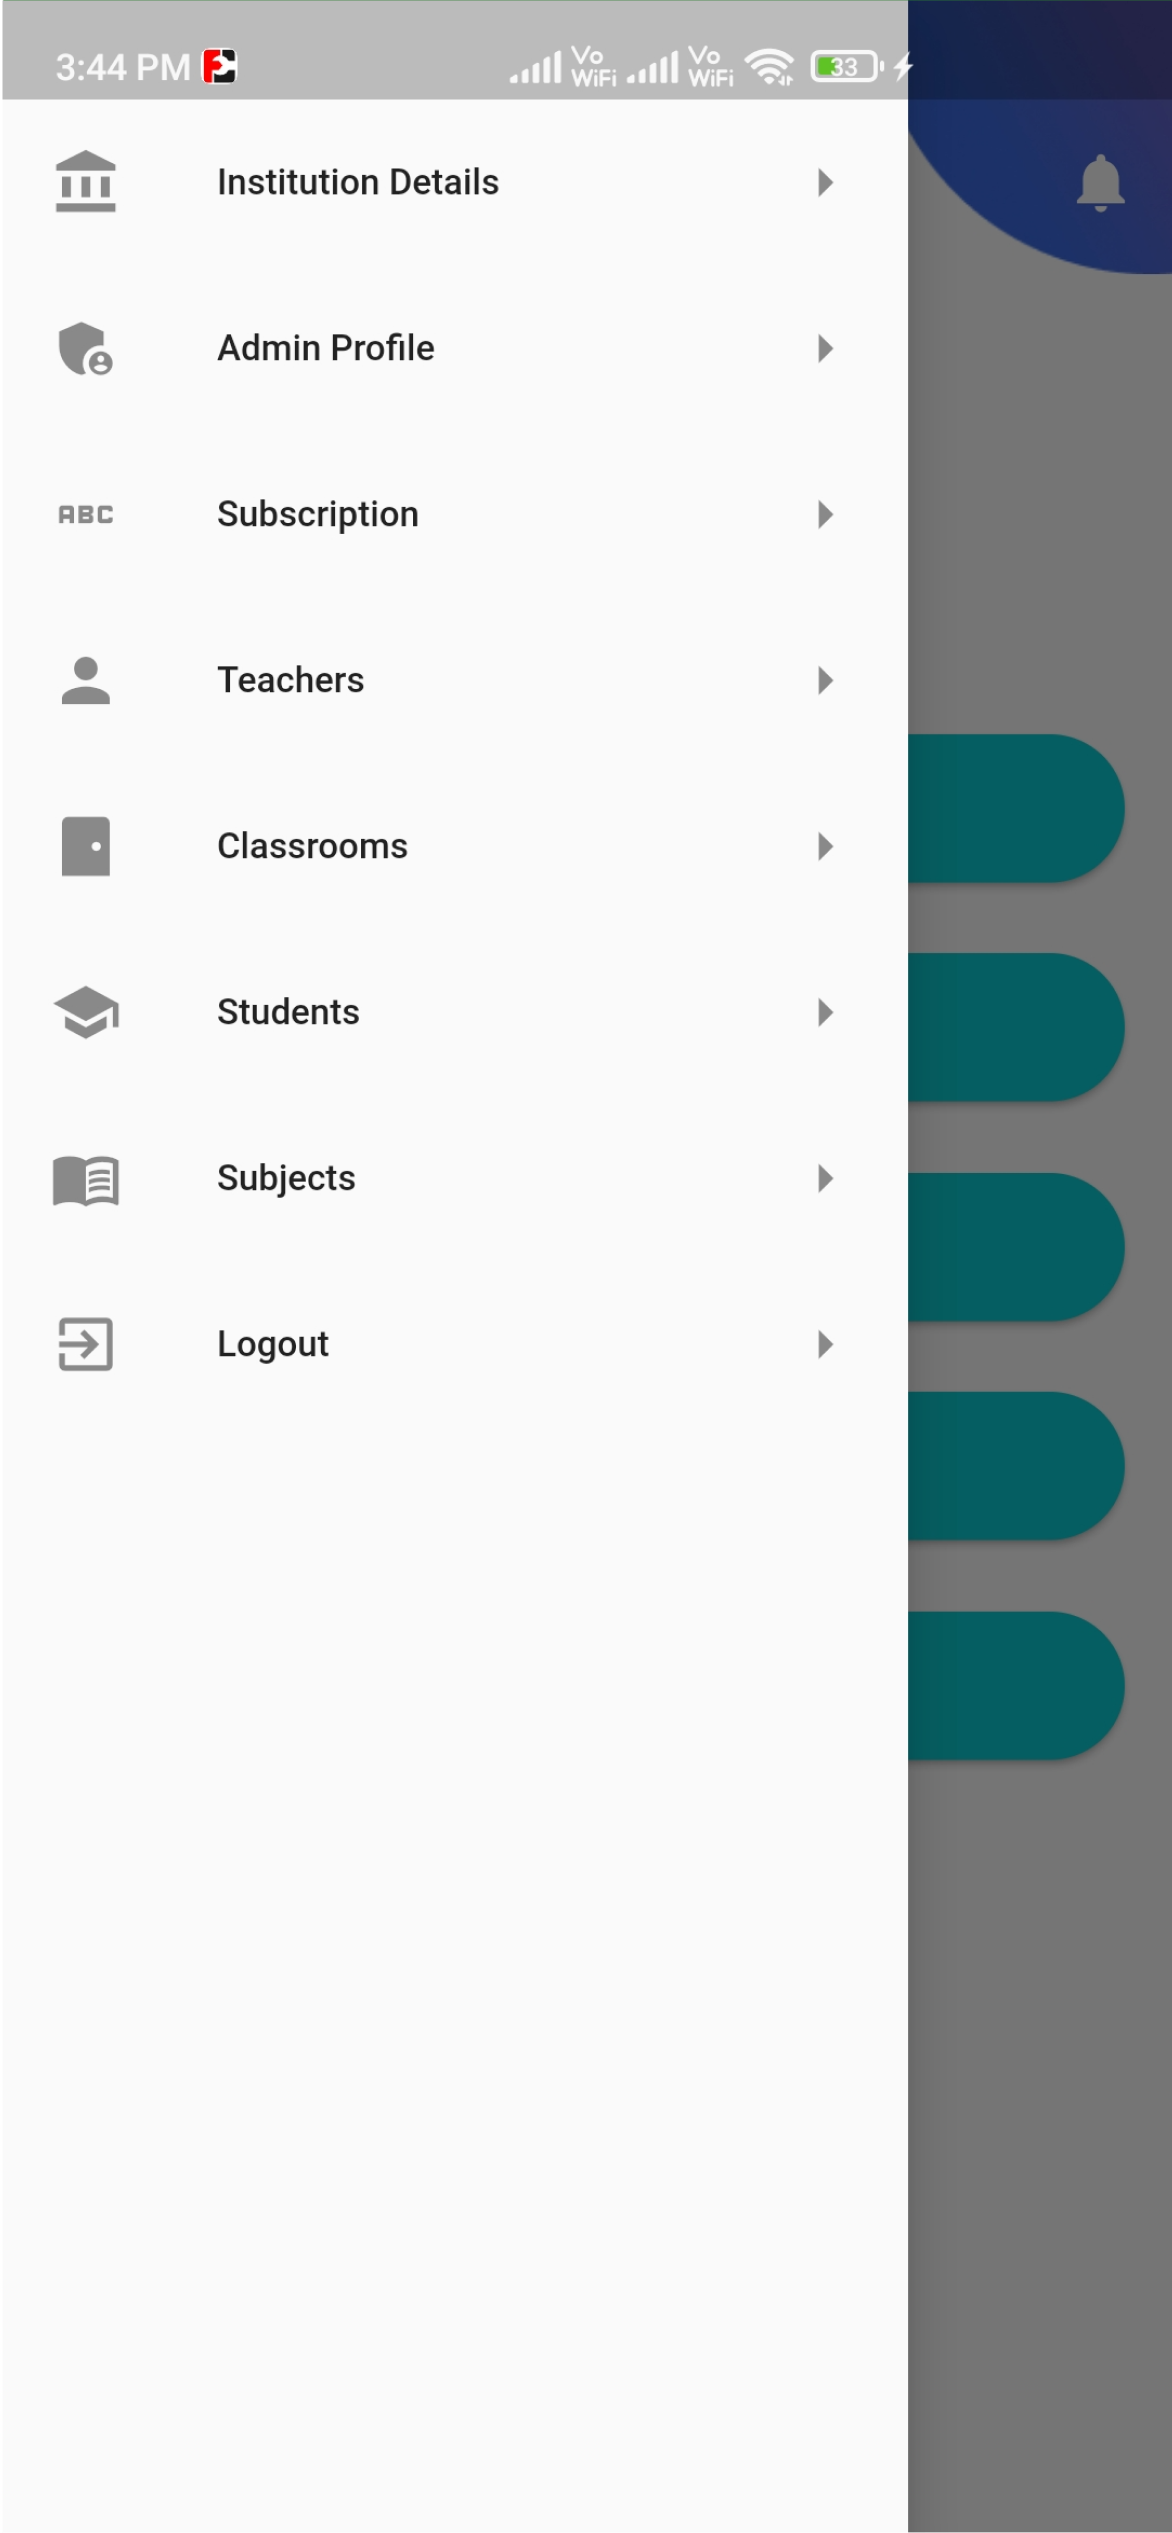 3:44 PM Vo WiFi Vo WiFi 33
Institution Details
Admin Profile
ABC Subscription
Teachers
Classrooms
Students
Subjects
Logout